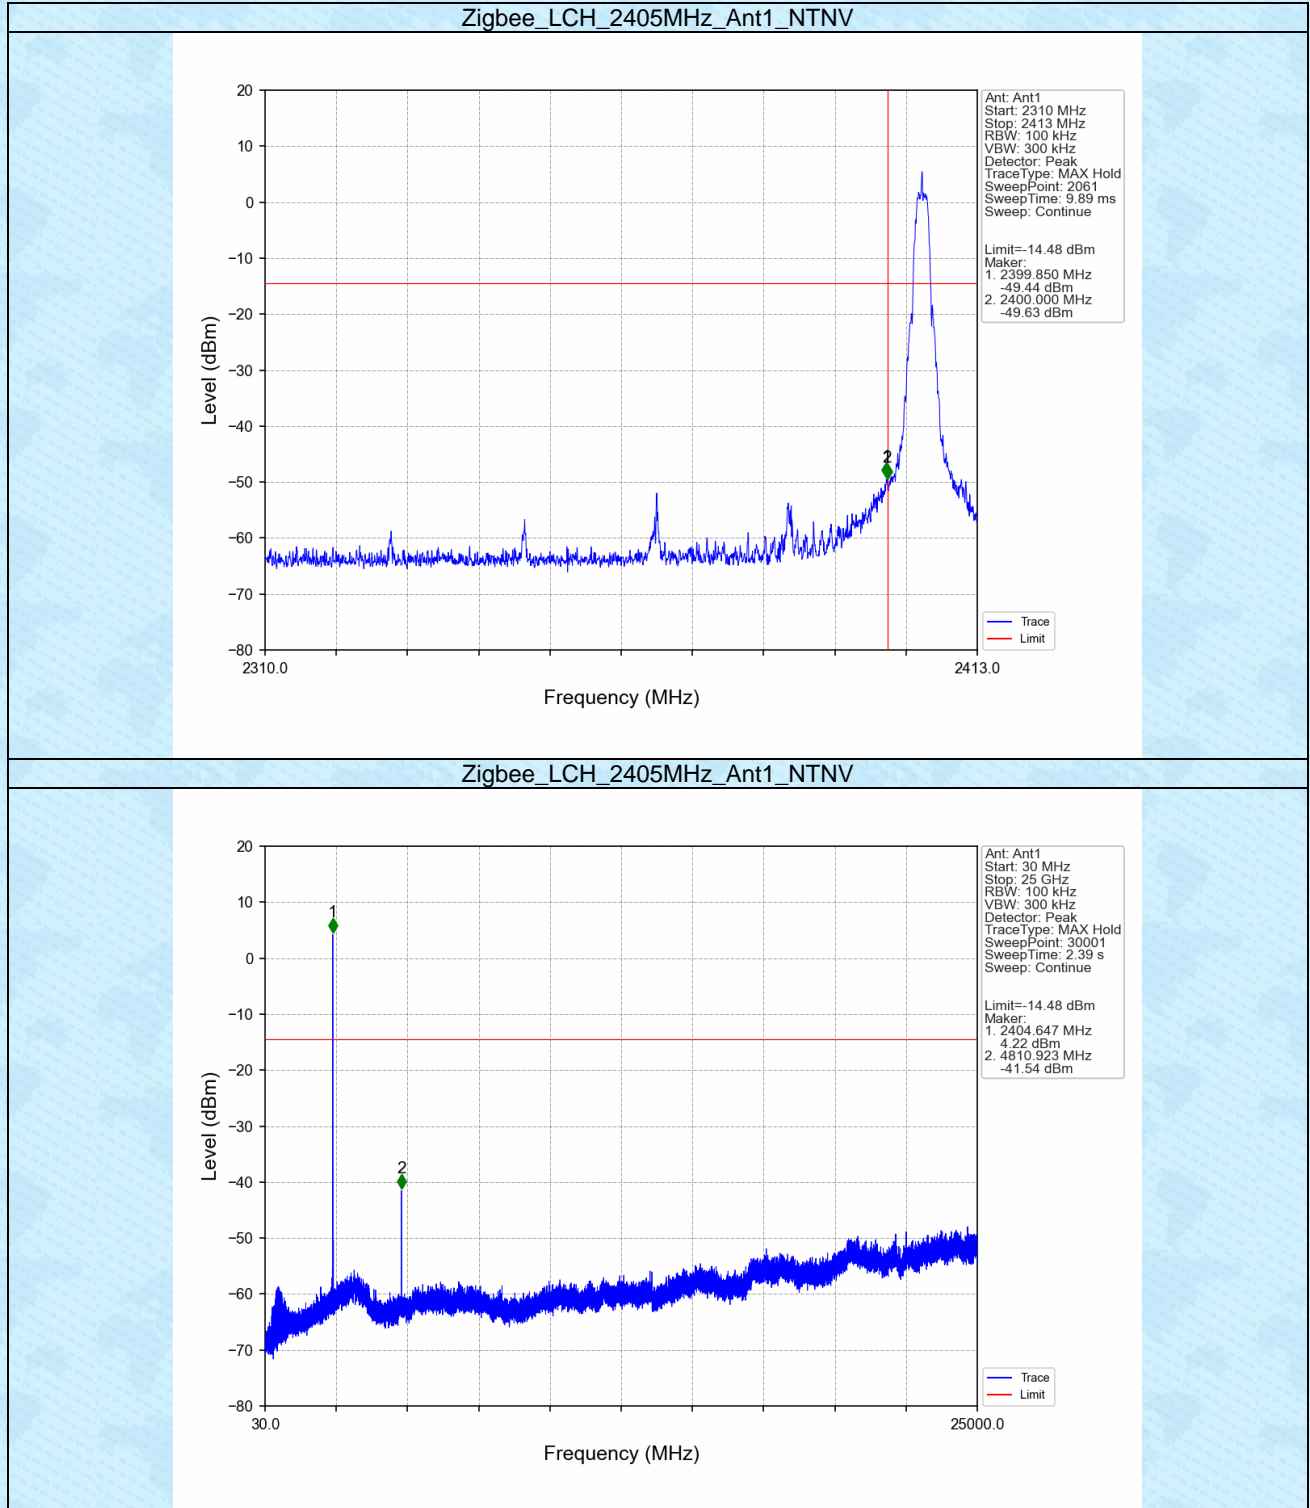 Zigbee_LCH_2405MHz_Ant1_NTNV
20
10
0
−10
−20
−30
−40
−50
−60
−70
−80
Level (dBm)
2310.0
2413.0
Frequency (MHz)
2
Ant: Ant1
Start: 2310 MHz
Stop: 2413 MHz
RBW: 100 kHz
VBW: 300 kHz
Detector: Peak
TraceType: MAX Hold
SweepPoint: 2061
SweepTime: 9.89 ms
Sweep: Continue
Limit=-14.48 dBm
Maker:
1. 2399.850 MHz
-49.44 dBm
2. 2400.000 MHz
-49.63 dBm
Trace
Limit
Zigbee_LCH_2405MHz_Ant1_NTNV
20
10
0
−10
−20
−30
−40
−50
−60
−70
−80
Level (dBm)
30.0
25000.0
Frequency (MHz)
1
2
Ant: Ant1
Start: 30 MHz
Stop: 25 GHz
RBW: 100 kHz
VBW: 300 kHz
Detector: Peak
TraceType: MAX Hold
SweepPoint: 30001
SweepTime: 2.39 s
Sweep: Continue
Limit=-14.48 dBm
Maker:
1. 2404.647 MHz
4.22 dBm
2. 4810.923 MHz
-41.54 dBm
Trace
Limit